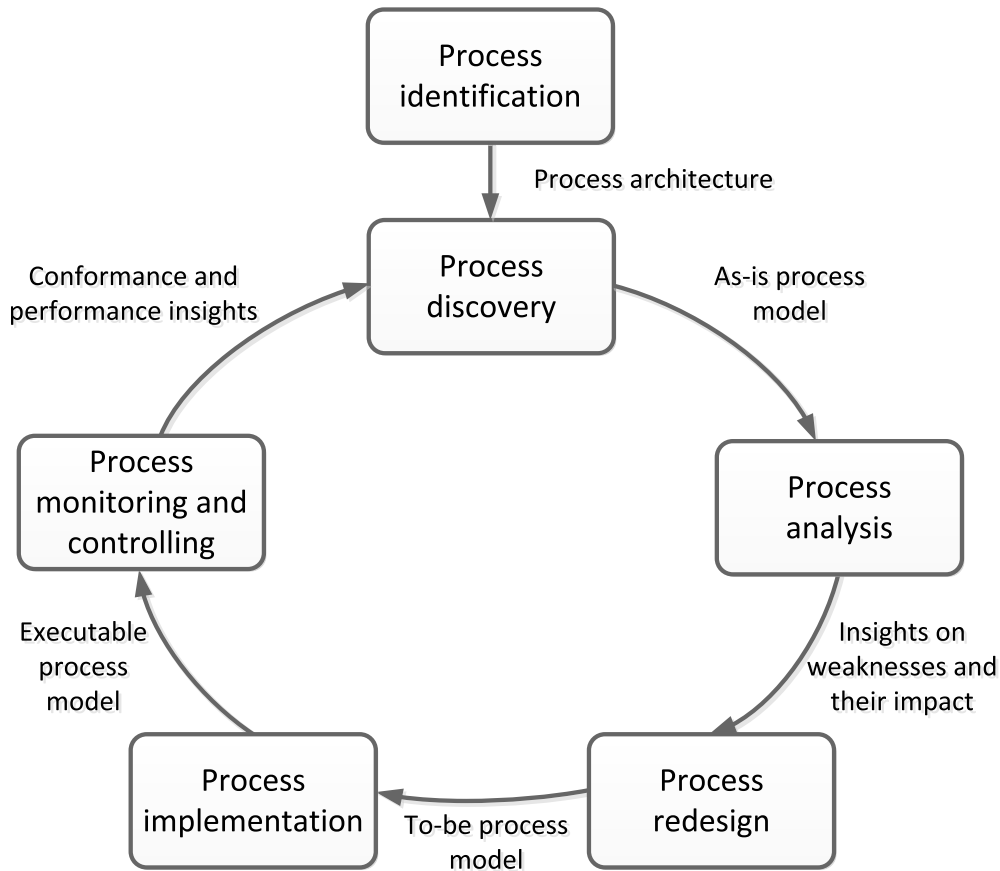 Process
identification
Process architecture
Process
discovery
Conformance and
performance insights
As-is process
model
Process
monitoring and
controlling
Process
analysis
Executable
process
model
Insights on
weaknesses and
their impact
Process
implementation
To-be process
model
Process
redesign